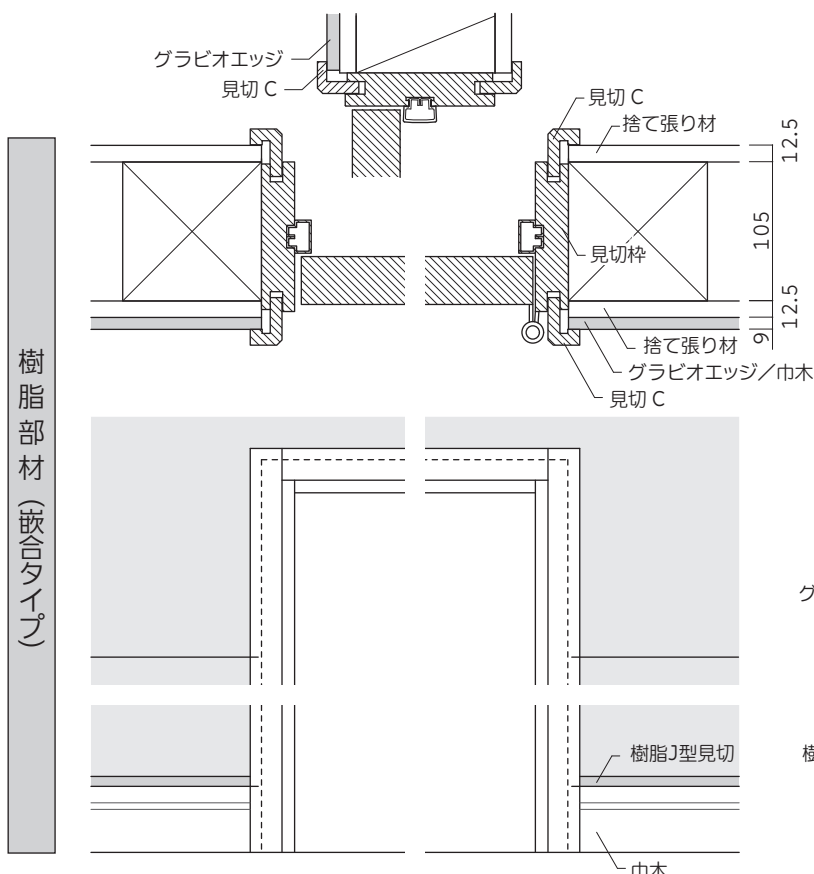 グラビオエッジ
見切 C
見切 C
捨て張り材
12.5
105
見切枠
12.5
9
捨て張り材
グラビオエッジ／巾木
見切 C
樹脂部材（嵌合タイプ）
グ
樹脂J型見切
樹
巾木